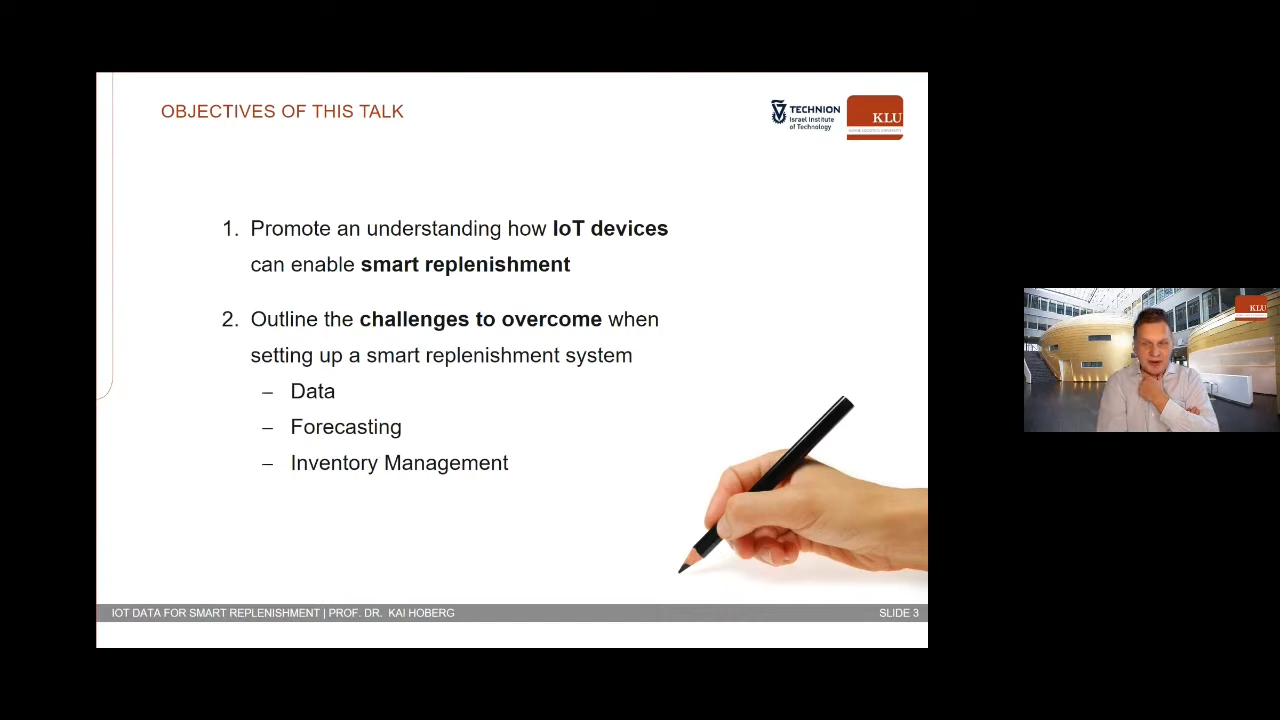 OBJECTIVES OF THIS TALK
TECHNION
Israel Institute
of Technology
KLU
1. Promote an understanding how IoT devices
can enable smart replenishment
2. Outline the challenges to overcome when
setting up a smart replenishment system
– Data
– Forecasting
– Inventory Management
IOT DATA FOR SMART REPLENISHMENT | PROF. DR. KAI HOBERG
SLIDE 3
KLU